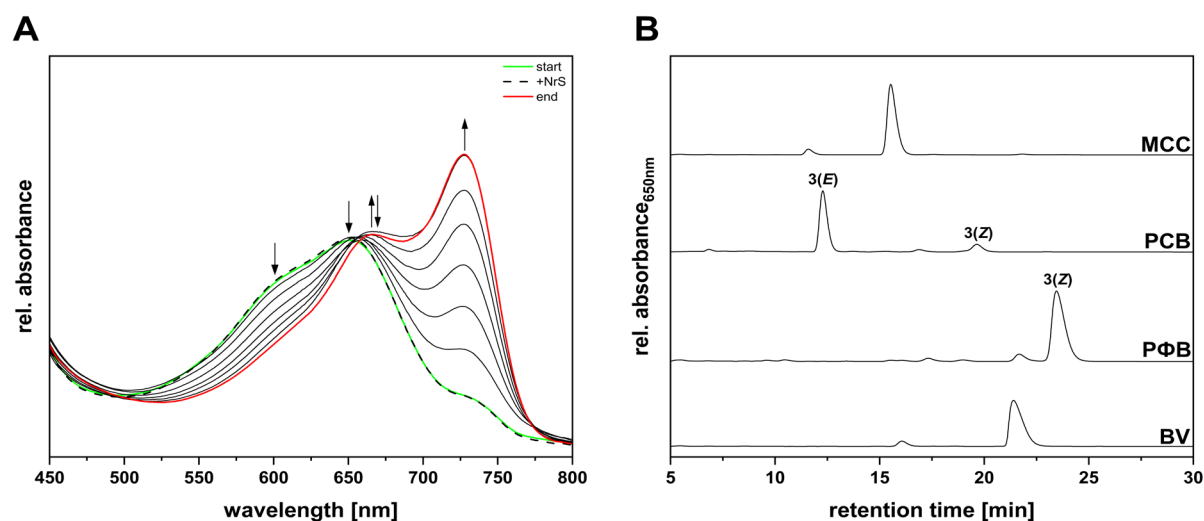 A
B
start
+NrS
end
rel. absorbance
450 500 550 600 650 700 750 800
wavelength [nm]
MCC
3(E)
3(Z)
PCB
3(Z)
PΦB
BV
rel. absorbance650nm
5 10 15 20 25 30
retention time [min]